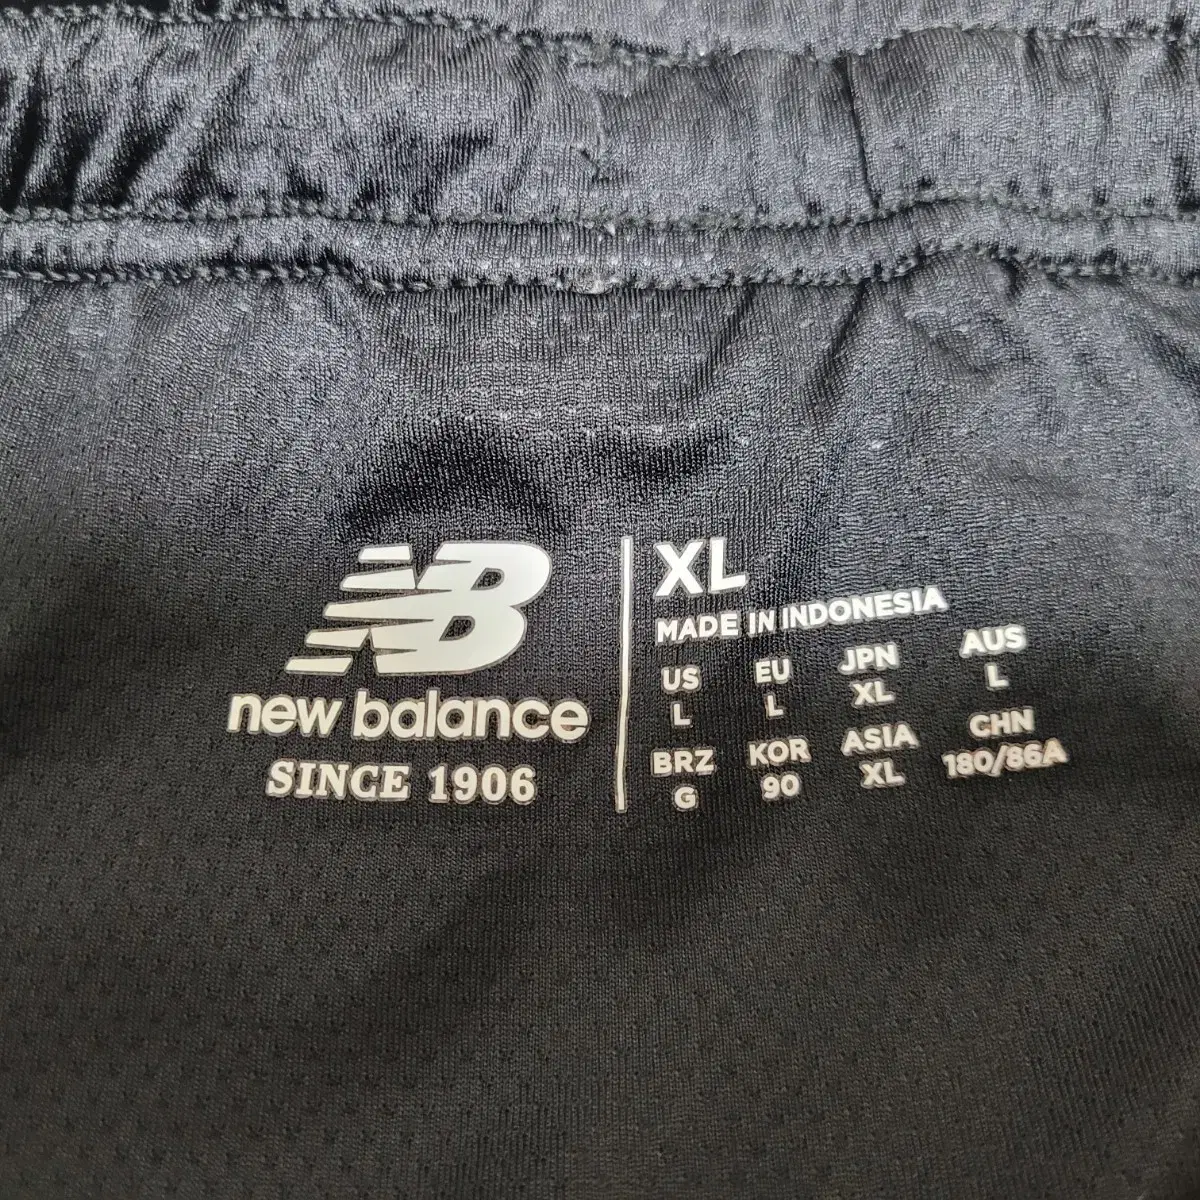 NB
new balance
SINCE 1906
XL
MADE IN INDONESIA
US EU JPN AUS
L L XL L
BRZ KOR ASIA CHN
G 90 XL 180/86A